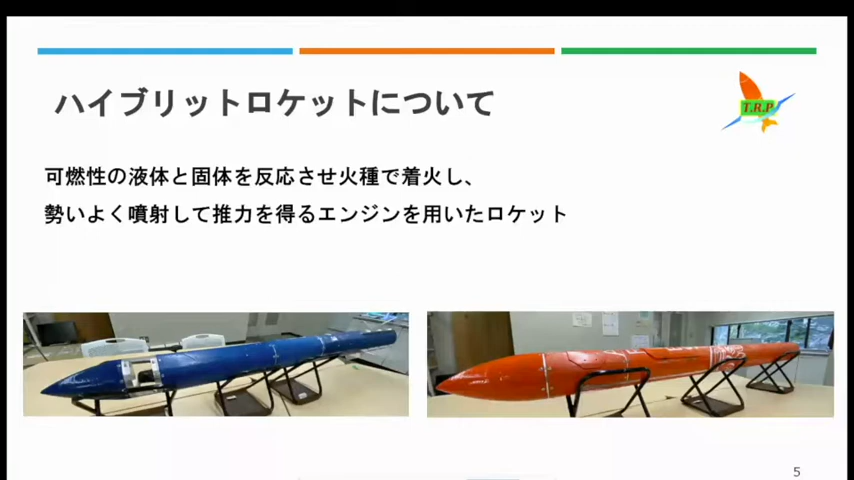 ハイブリットロケットについて
T.R.P
可燃性の液体と固体を反応させ火種で着火し、
勢いよく噴射して推力を得るエンジンを用いたロケット
5